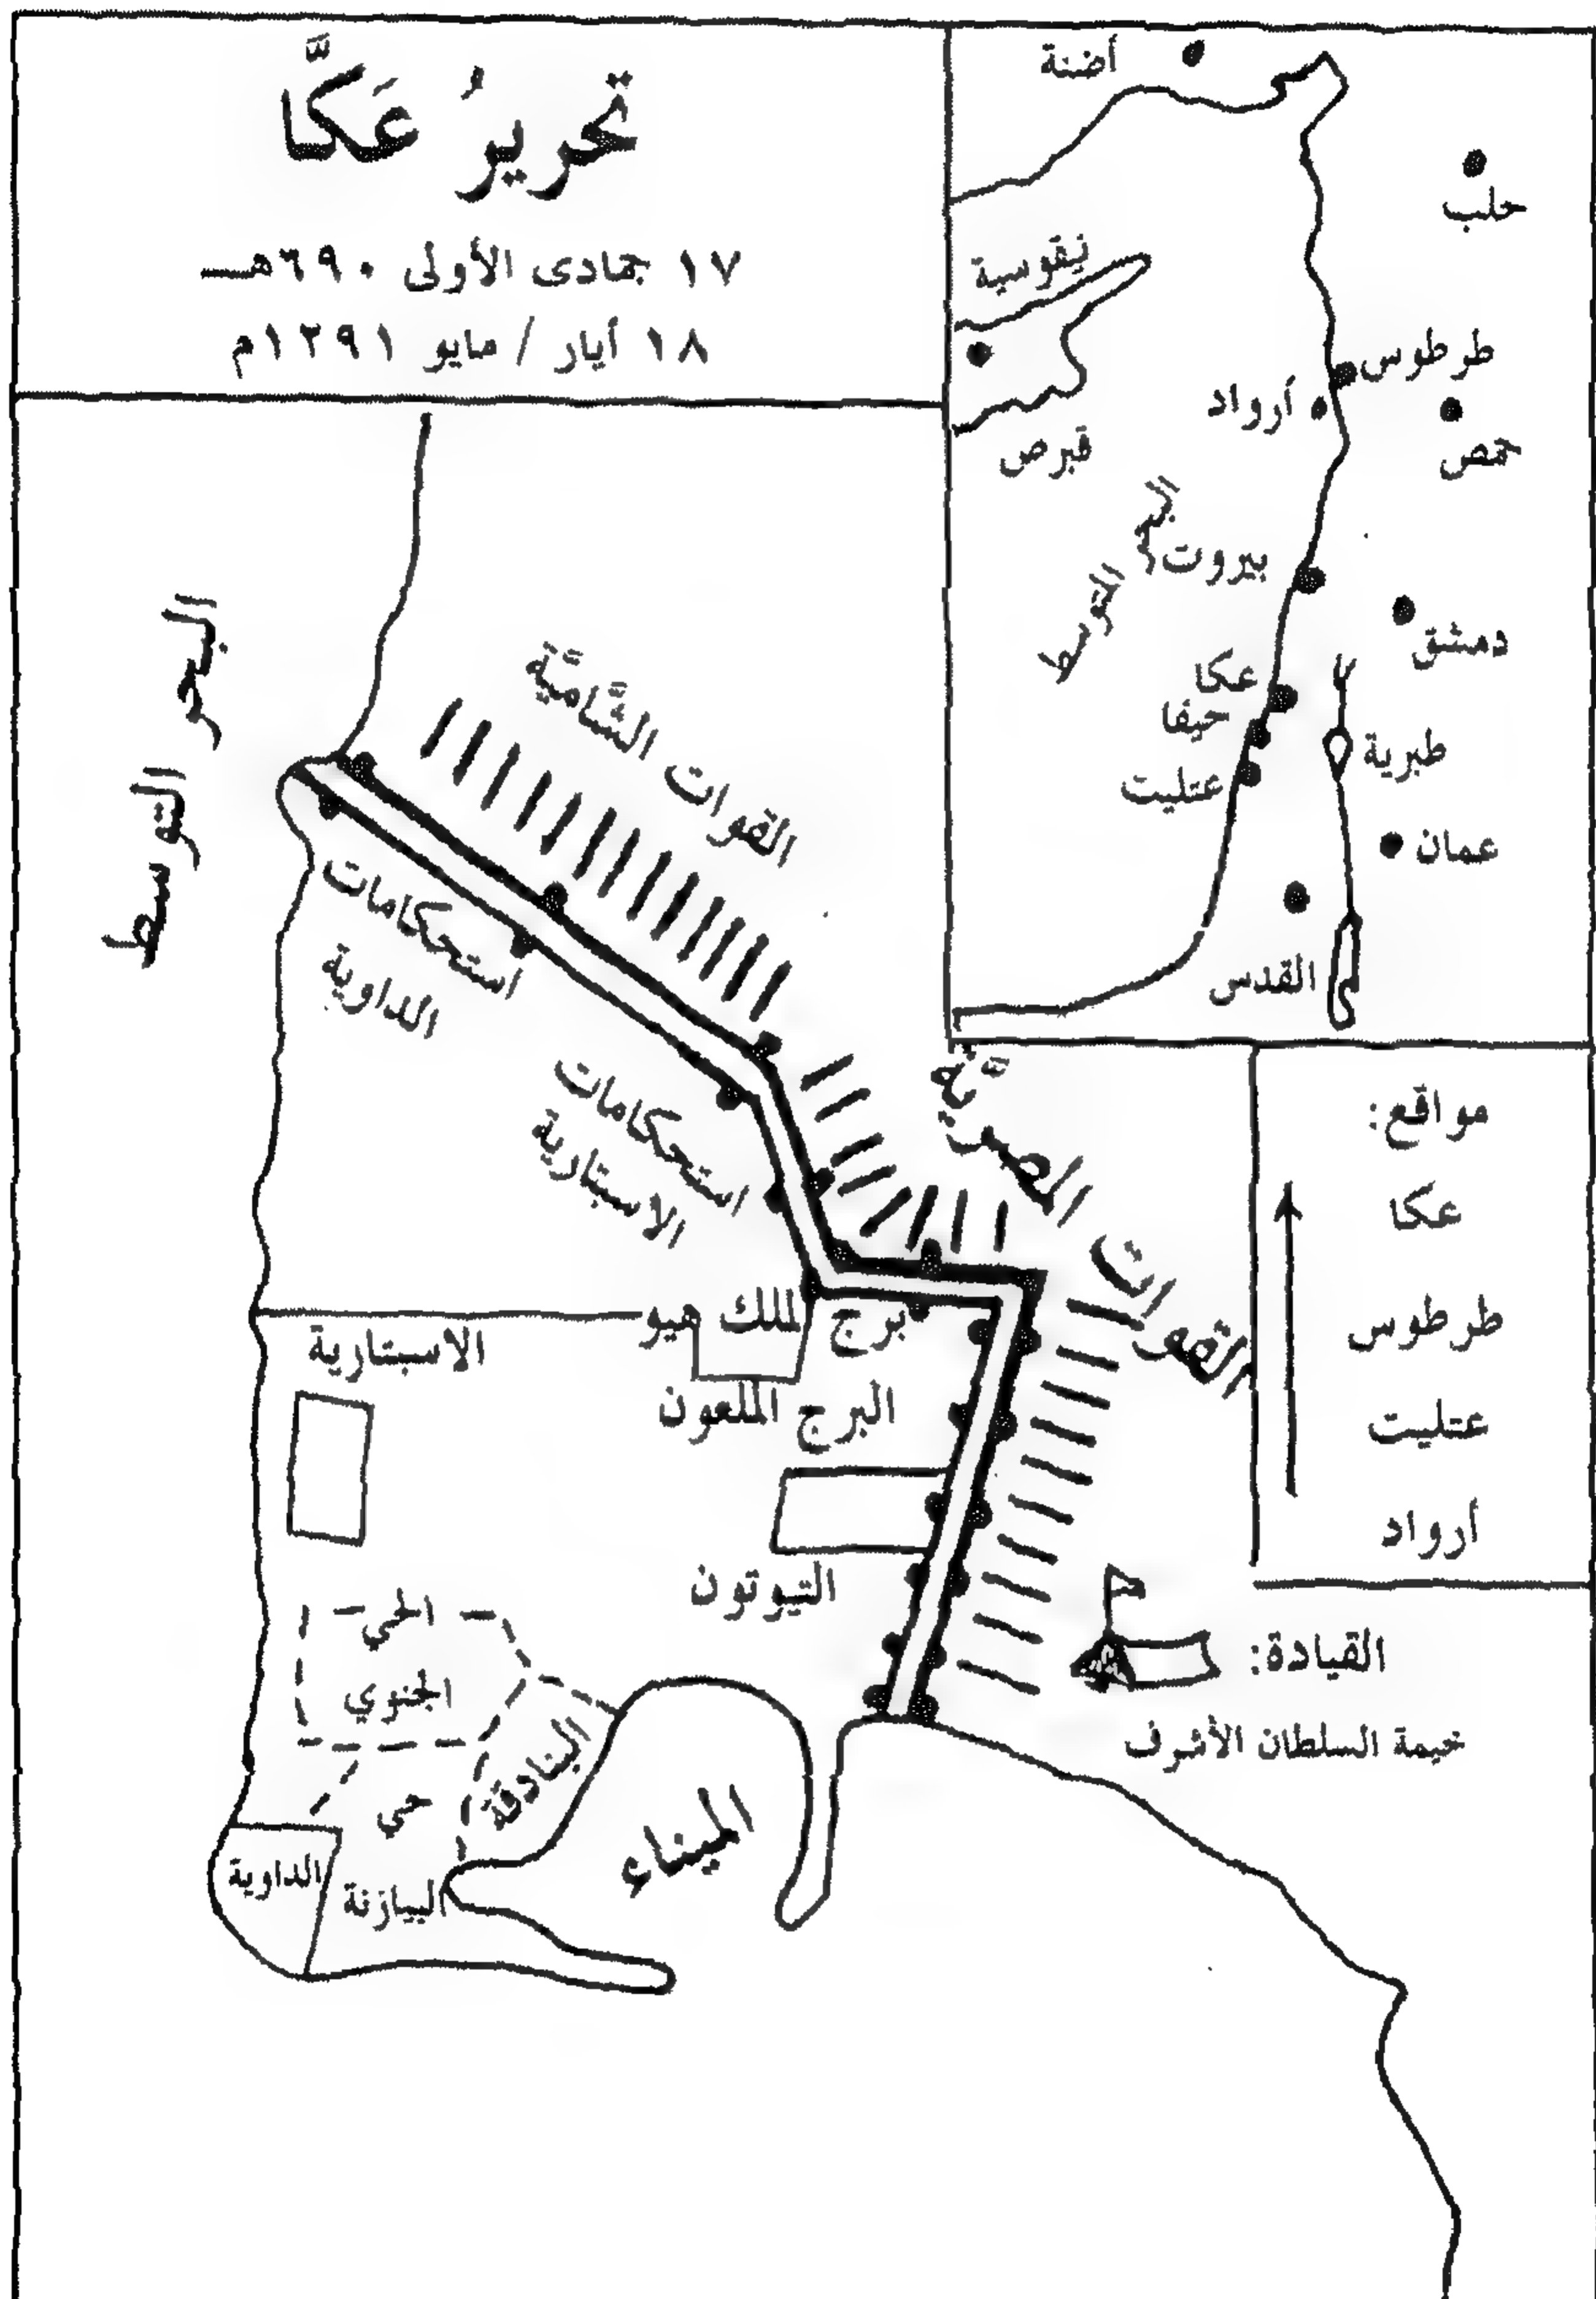 تحريرُ عَكَّا
١٧ جمادى الأولى ٦٩٠هـ
١٨ أيار / مايو ١٢٩١م
أضنة
حلب
نيقوسية
طرطوس
أرواد
حمص
قبرص
البحر
المتوسط
بيروت
دمشق
عكا
حيفا
طبرية
عتليت
عمان
القدس
مواقع:
عكا
طرطوس
عتليت
أرواد
البحر المتوسط
القوات الشَّاميَّة
استحكامات
الداوية
استحكامات
الاسبتارية
القوات المصريَّة
برج الملك هيو
الاسبتارية
البرج الملعون
التيوتون
القيادة:
خيمة السلطان الأشرف
الحي
الجنوي
البنادقة
حي
البيازنة
الداوية
الميناء